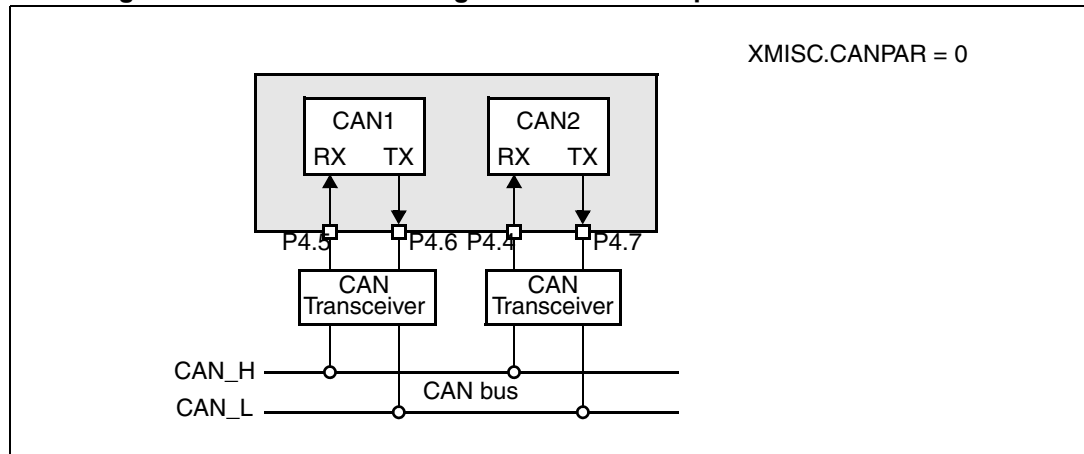 XMISC.CANPAR = 0
CAN1 CAN2
RX TX RX TX
P4.5 P4.6 P4.4 P4.7
CAN CAN
Transceiver Transceiver
CAN_H
CAN bus
CAN_L